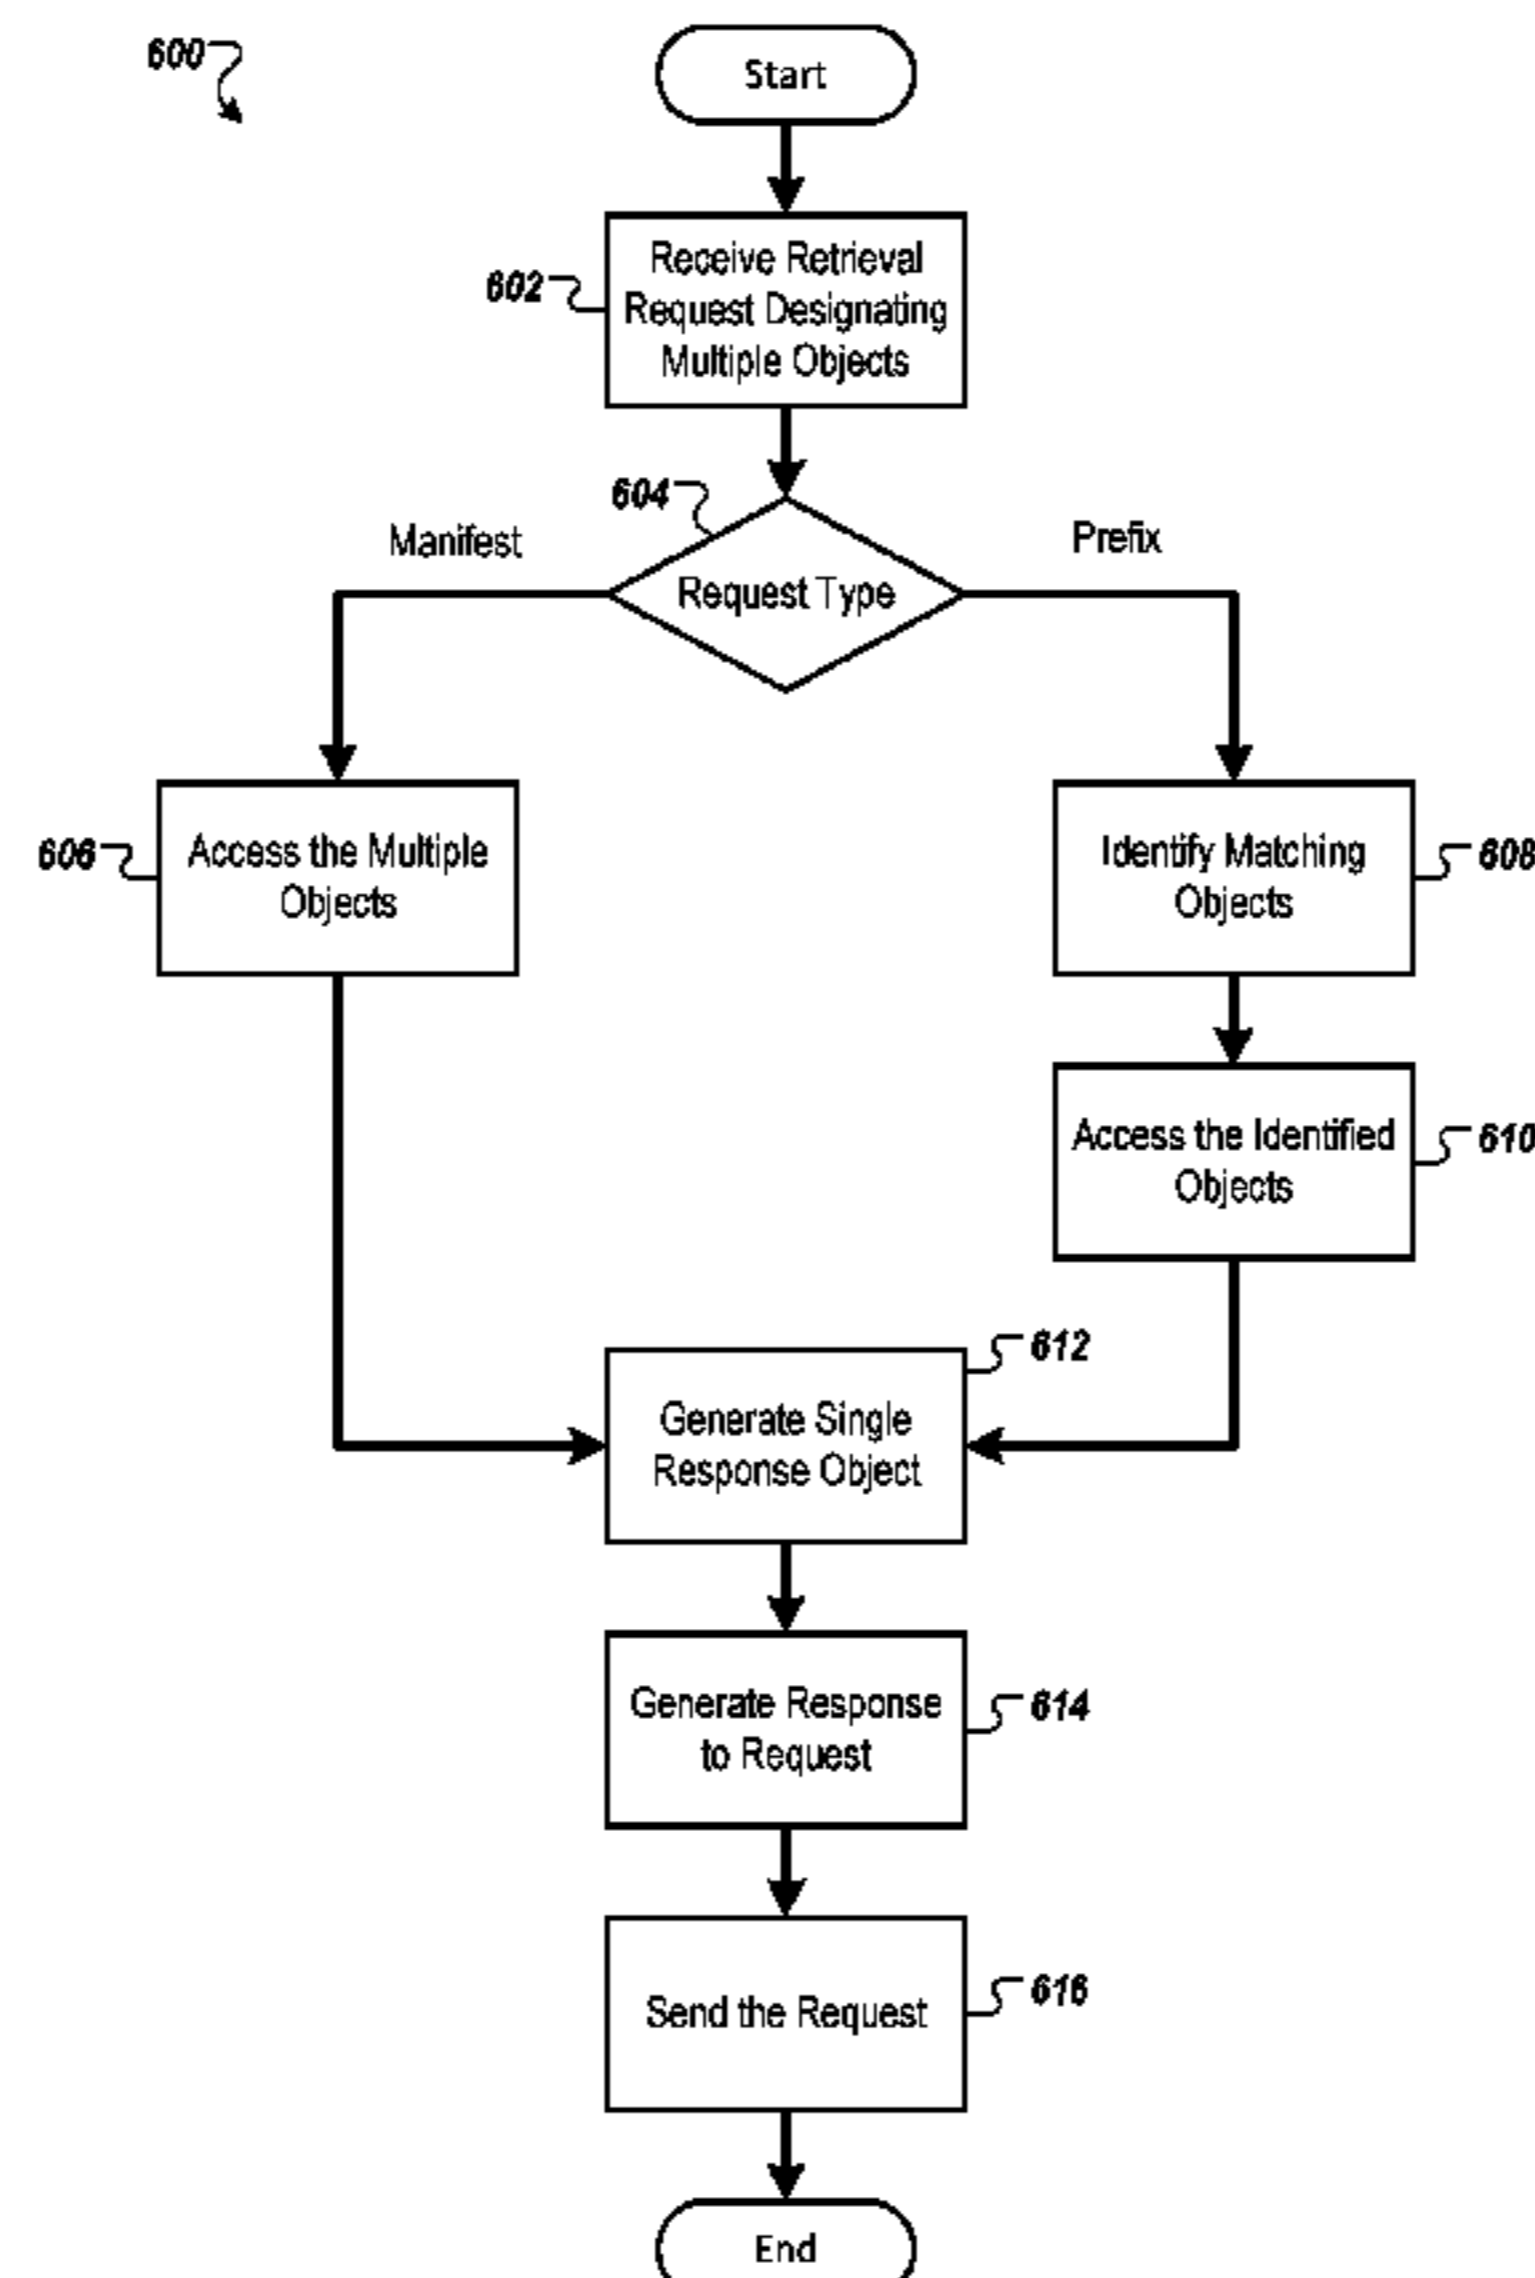 600
Start
602
Receive Retrieval
Request Designating
Multiple Objects
604
Manifest
Prefix
Request Type
606
Access the Multiple
Objects
Identify Matching
Objects
608
Access the Identified
Objects
610
612
Generate Single
Response Object
Generate Response
to Request
614
Send the Request
616
End